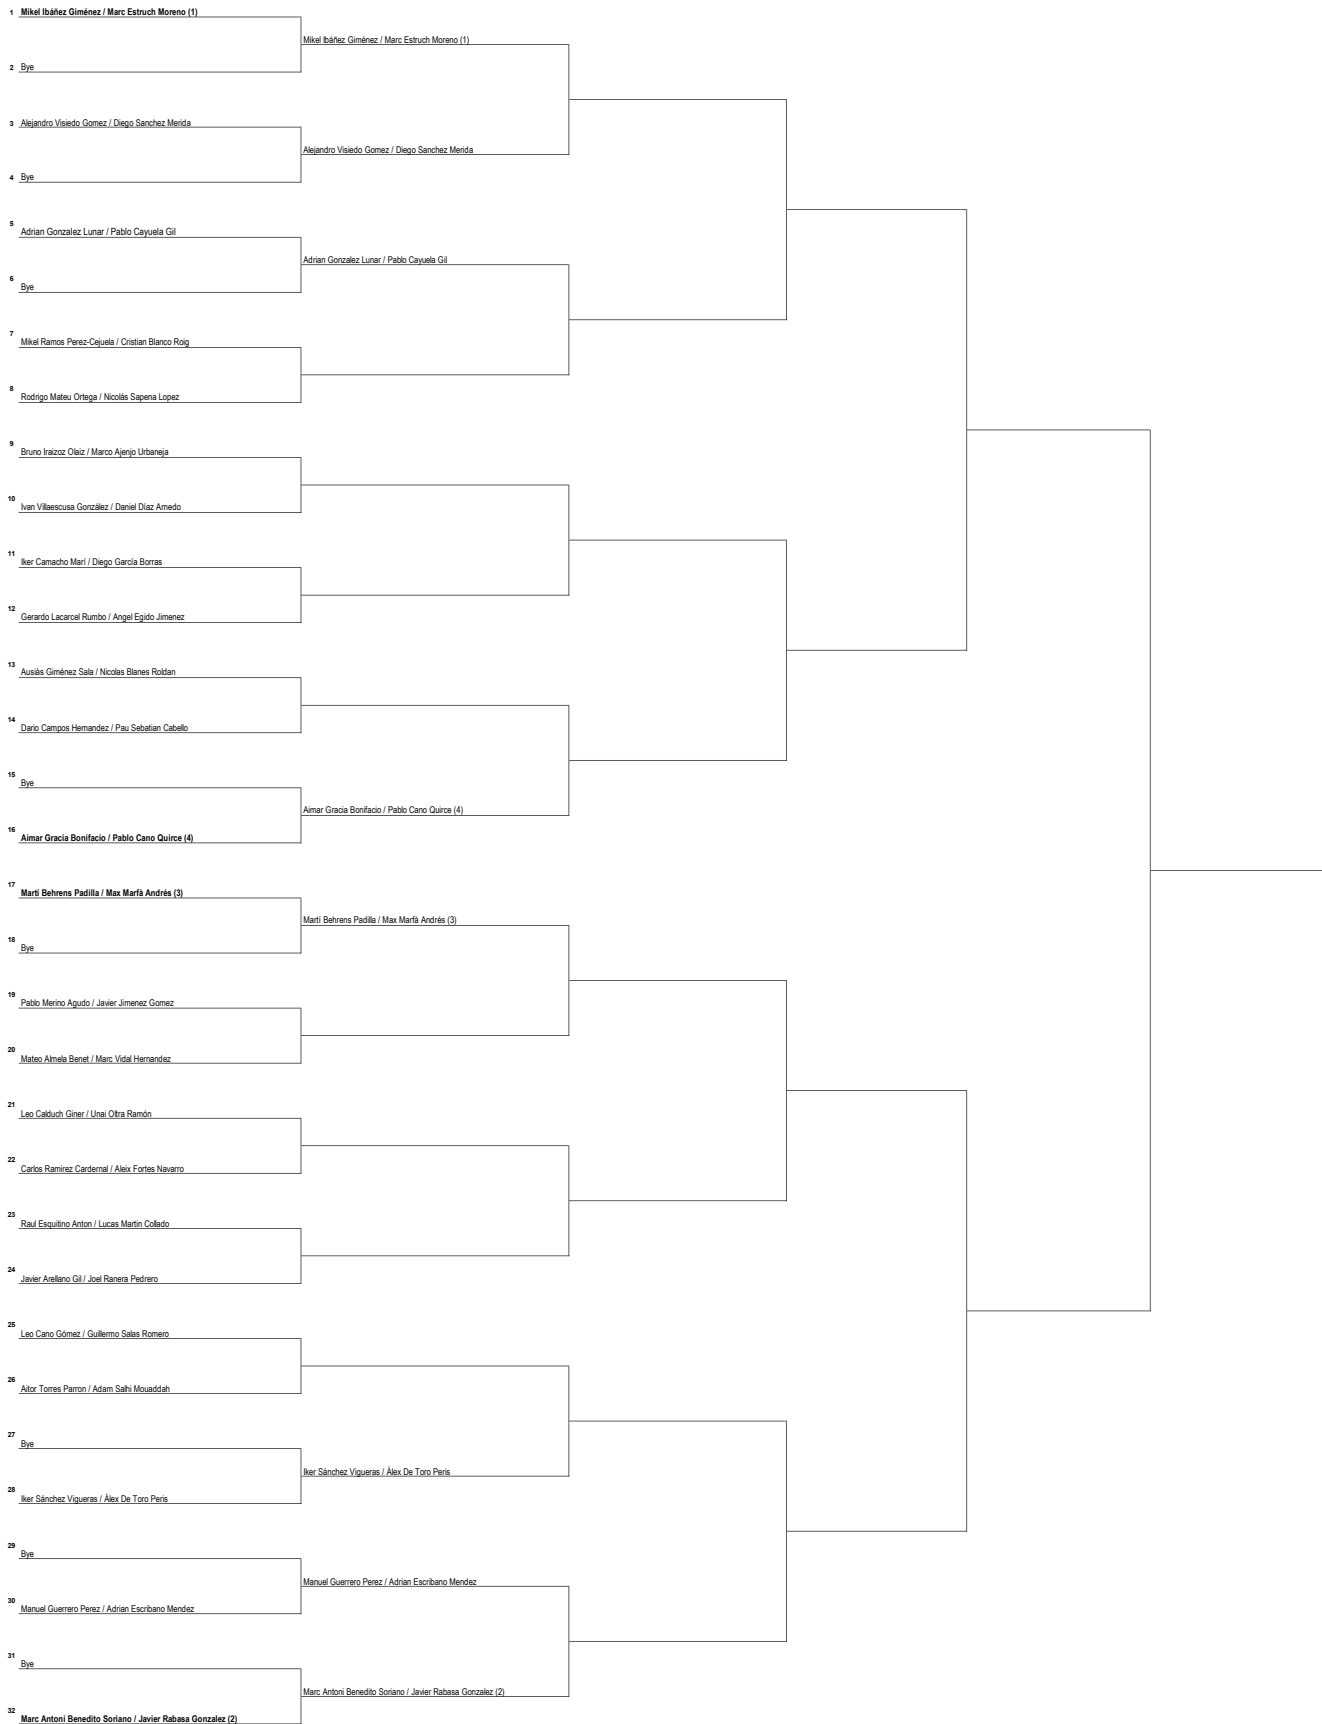 1 Mikel Ibáñez Giménez / Marc Estruch Moreno (1)
Mikel Ibáñez Giménez / Marc Estruch Moreno (1)
2 Bye
3 Alejandro Visiedo Gomez / Diego Sanchez Merida
Alejandro Visiedo Gomez / Diego Sanchez Merida
4 Bye
5 Adrian Gonzalez Lunar / Pablo Cayuela Gil
Adrian Gonzalez Lunar / Pablo Cayuela Gil
6 Bye
7 Mikel Ramos Perez-Cejuela / Cristian Blanco Roig
8 Rodrigo Mateu Ortega / Nicolás Sapena Lopez
9 Bruno Iraizoz Olaiz / Marco Ajenjo Urbaneja
10 Ivan Villaescusa González / Daniel Díaz Arnedo
11 Iker Camacho Marí / Diego García Borras
12 Gerardo Lacarcel Rumbo / Angel Egido Jimenez
13 Ausiàs Giménez Sala / Nicolas Blanes Roldan
14 Dario Campos Hernandez / Pau Sebatian Cabello
15 Bye
Aimar Gracia Bonifacio / Pablo Cano Quirce (4)
16 Aimar Gracia Bonifacio / Pablo Cano Quirce (4)
17 Martí Behrens Padilla / Max Marfà Andrés (3)
Martí Behrens Padilla / Max Marfà Andrés (3)
18 Bye
19 Pablo Merino Agudo / Javier Jimenez Gomez
20 Mateo Almela Benet / Marc Vidal Hernandez
21 Leo Calduch Giner / Unai Oltra Ramón
22 Carlos Ramirez Cardernal / Aleix Fortes Navarro
23 Raul Esquitino Anton / Lucas Martin Collado
24 Javier Arellano Gil / Joel Ranera Pedrero
25 Leo Cano Gómez / Guillermo Salas Romero
26 Aitor Torres Parron / Adam Salhi Mouaddah
27 Bye
Iker Sánchez Vigueras / Álex De Toro Peris
28 Iker Sánchez Vigueras / Álex De Toro Peris
29 Bye
Manuel Guerrero Perez / Adrian Escribano Mendez
30 Manuel Guerrero Perez / Adrian Escribano Mendez
31 Bye
Marc Antoni Benedito Soriano / Javier Rabasa Gonzalez (2)
32 Marc Antoni Benedito Soriano / Javier Rabasa Gonzalez (2)